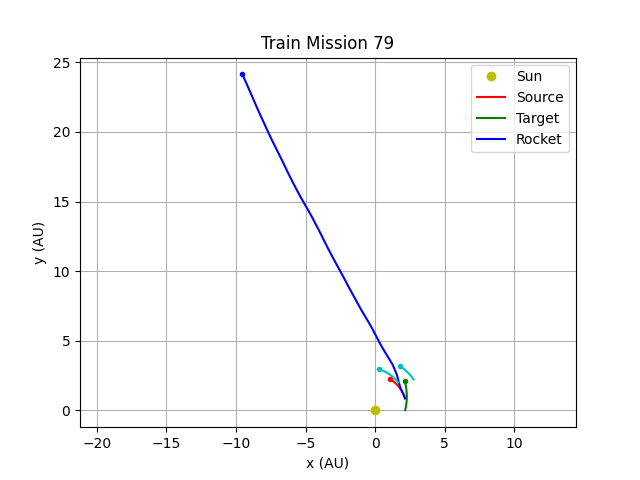 Train Mission 79
25
20
15
10
5
0
y (AU)
−20
−15
−10
−5
0
5
10
x (AU)
Sun
Source
Target
Rocket